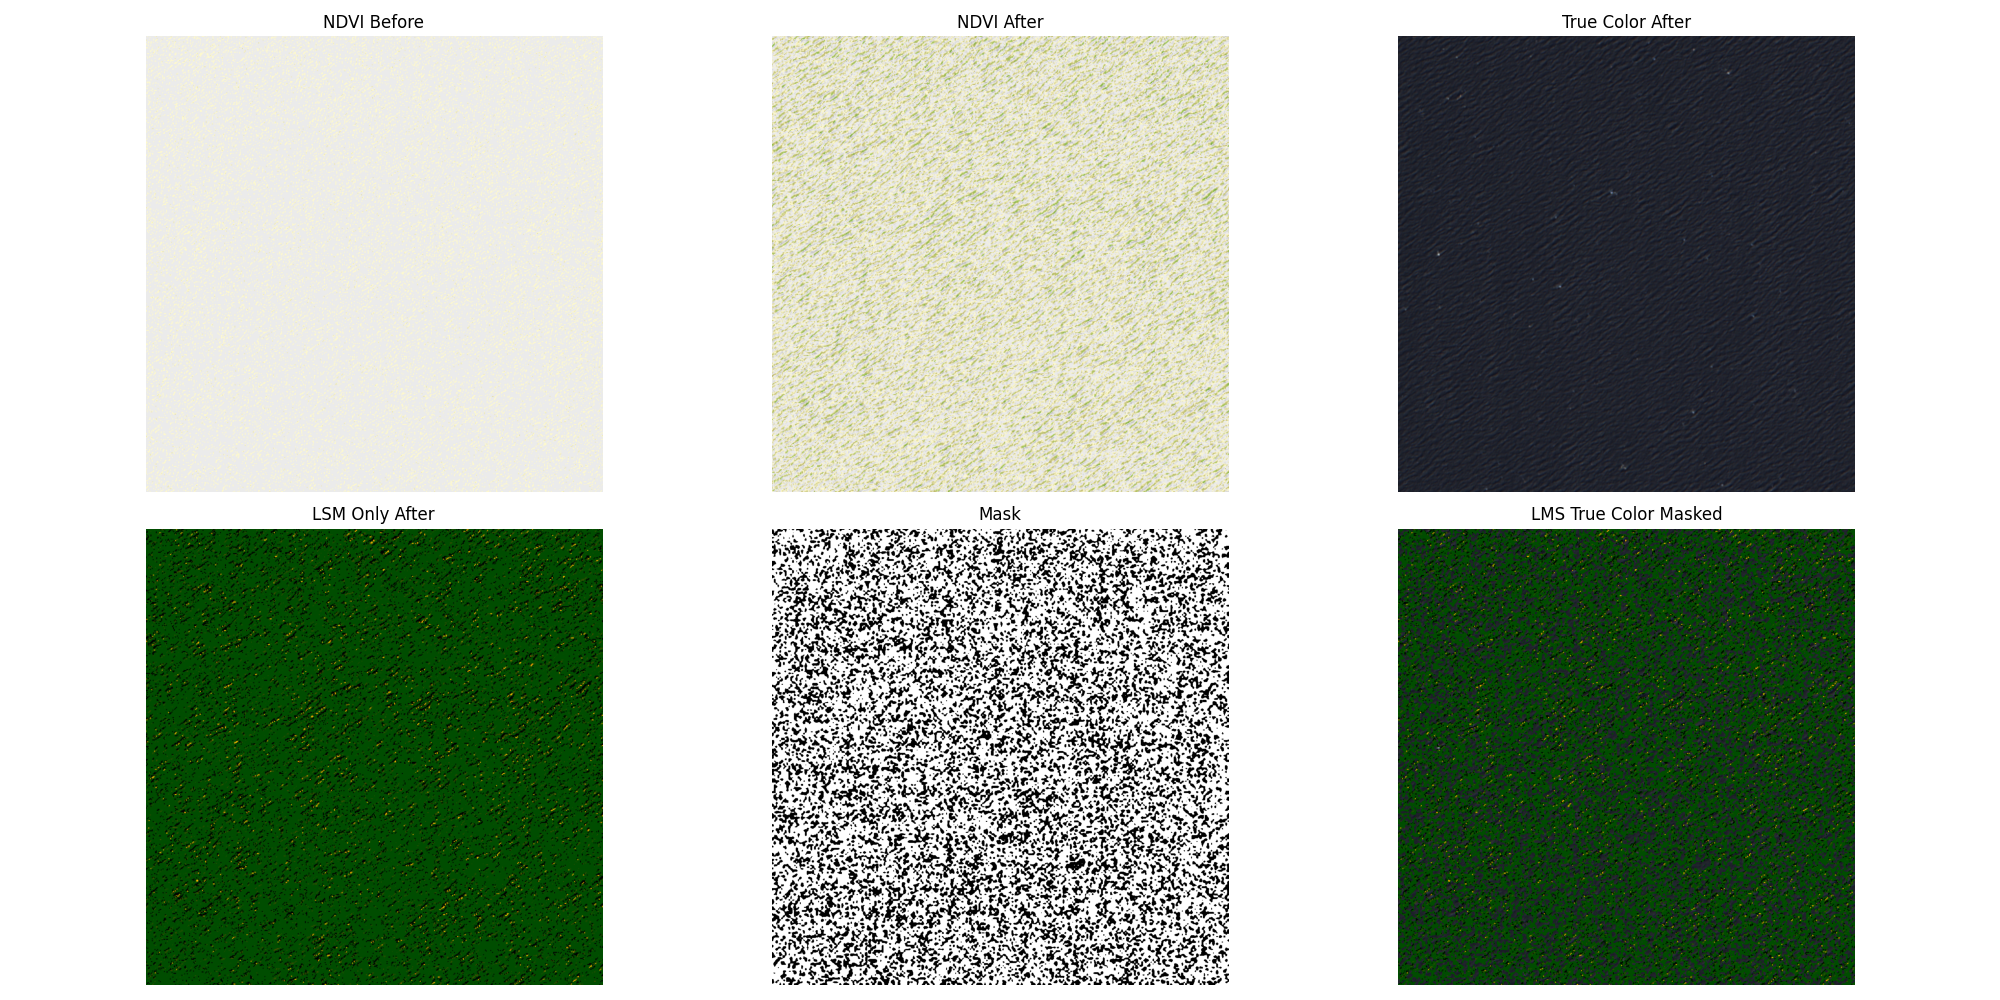 NDVI Before
NDVI After
True Color After
LSM Only After
Mask
LMS True Color Masked